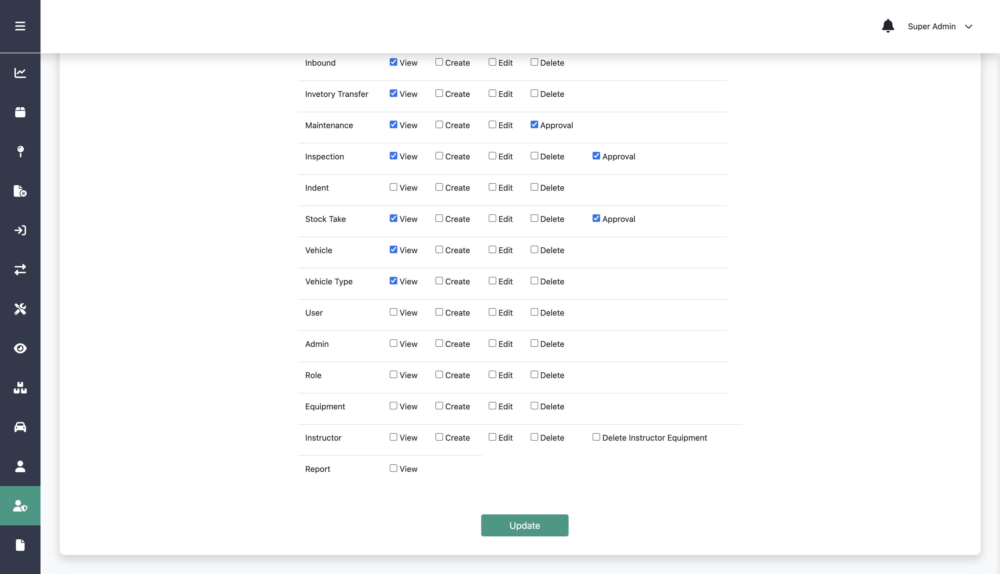 Super Admin
Inbound View Create Edit Delete
Invetory Transfer View Create Edit Delete
Maintenance View Create Edit Approval
Inspection View Create Edit Delete Approval
Indent View Create Edit Delete
Stock Take View Create Edit Delete Approval
Vehicle View Create Edit Delete
Vehicle Type View Create Edit Delete
User View Create Edit Delete
Admin View Create Edit Delete
Role View Create Edit Delete
Equipment View Create Edit Delete
Instructor View Create Edit Delete Delete Instructor Equipment
Report View
Update